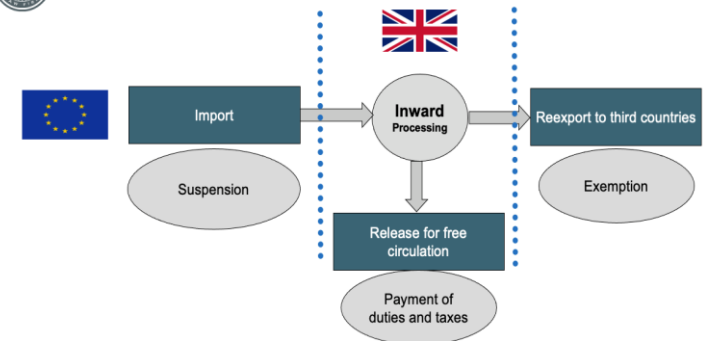 Import
Inward
Processing
Reexport to third countries
Suspension
Exemption
Release for free
circulation
Payment of
duties and taxes